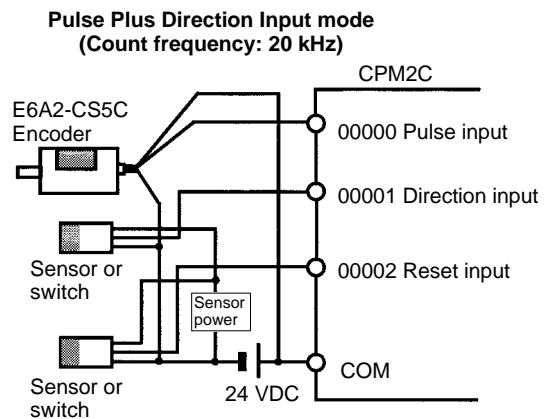 Pulse Plus Direction Input mode
(Count frequency: 20 kHz)
CPM2C
E6A2-CS5C
Encoder
00000 Pulse input
00001 Direction input
Sensor or
switch
00002 Reset input
Sensor
power
COM
24 VDC
Sensor or
switch